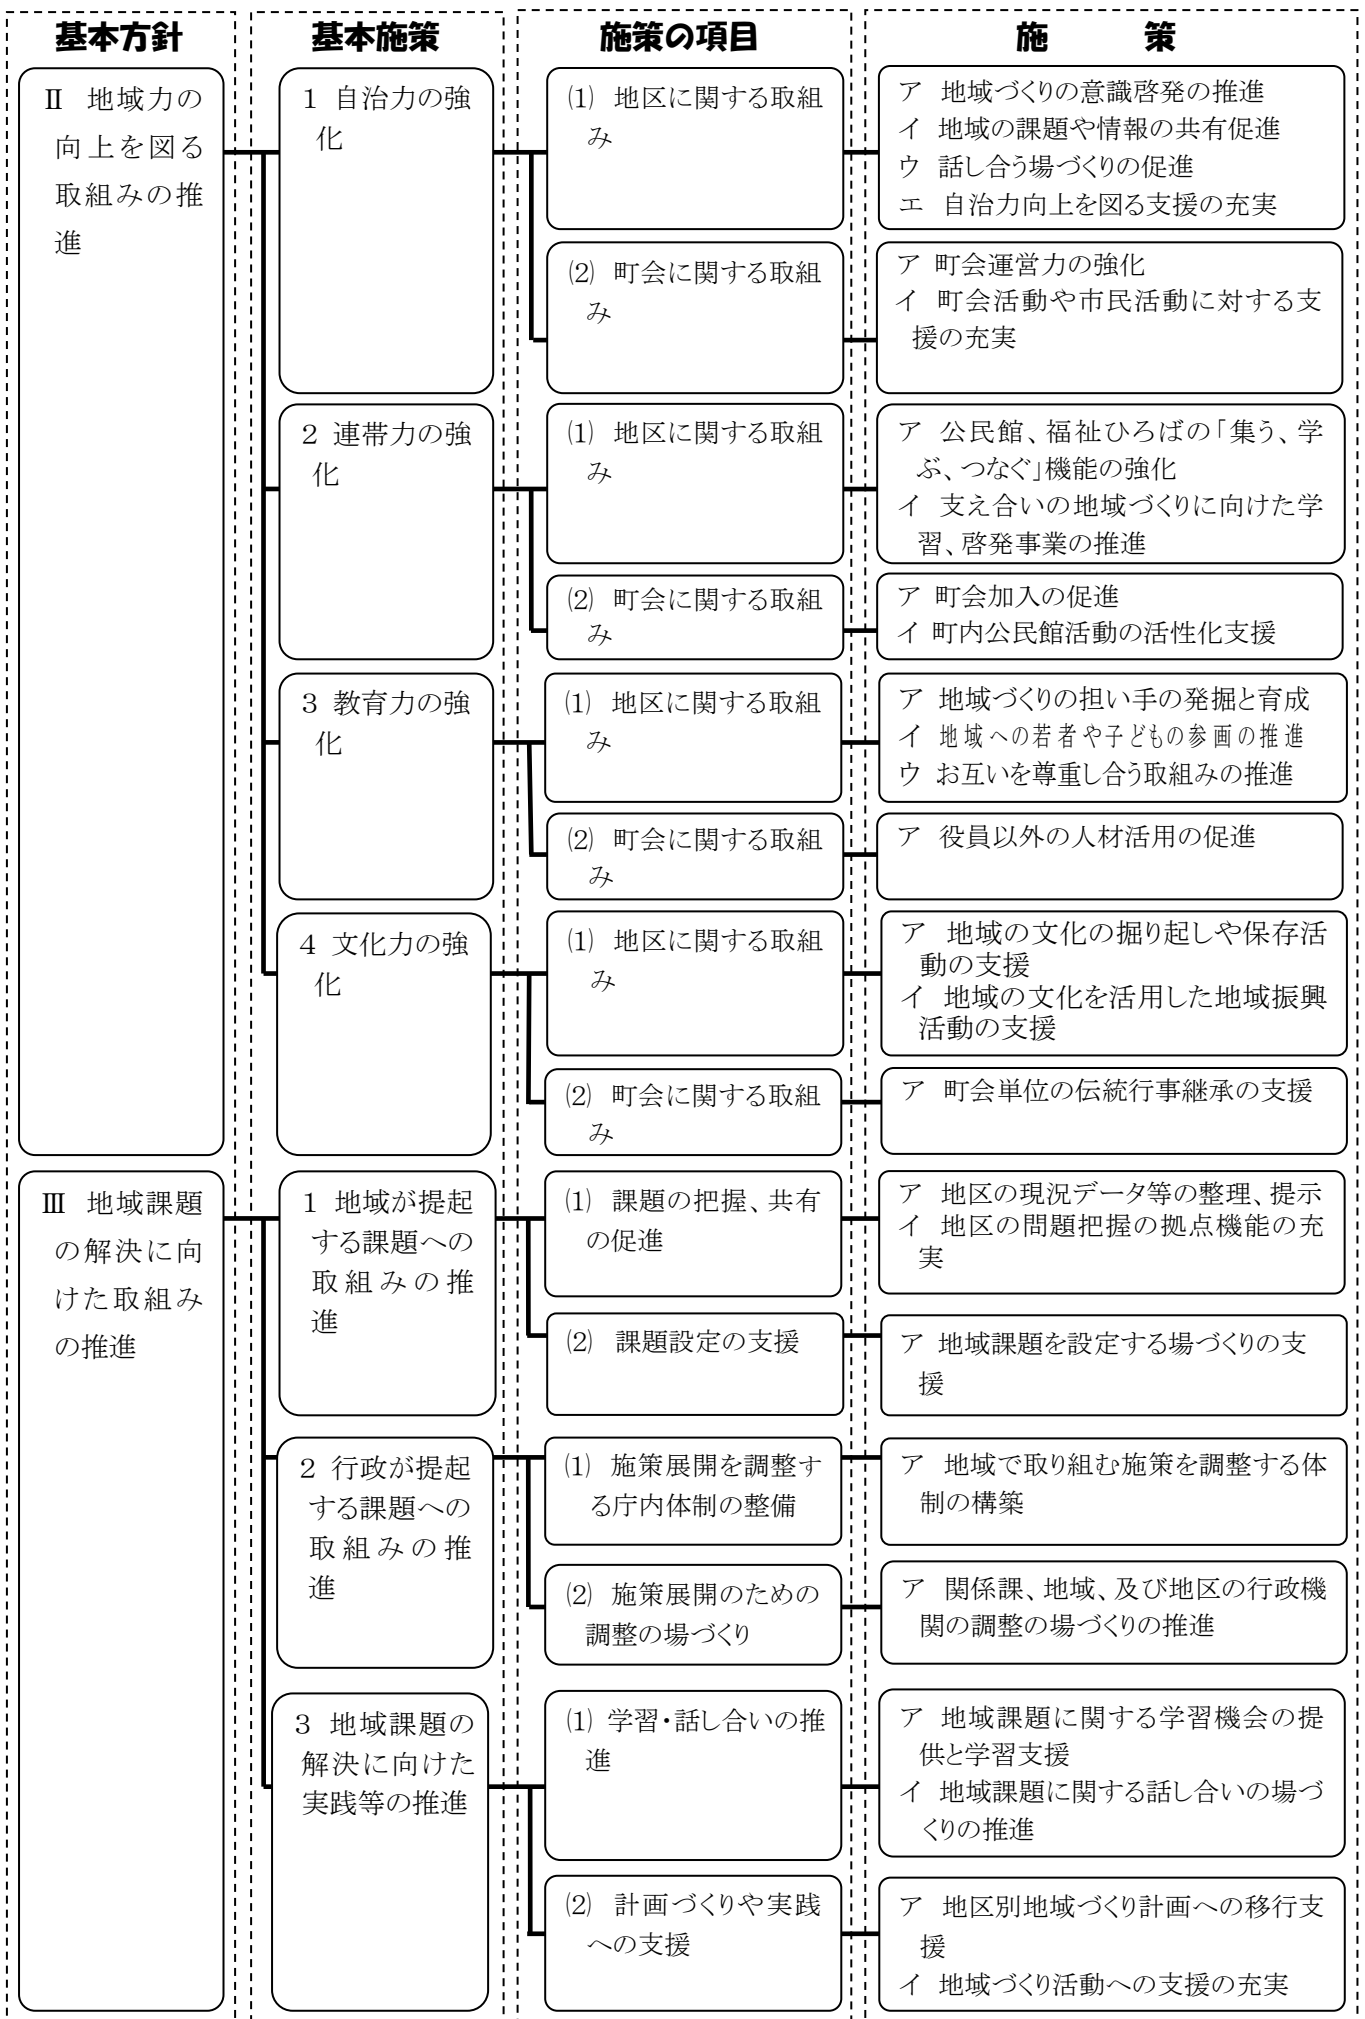 基本方針
基本施策
施策の項目
施　　策
Ⅱ　地域力の
向上を図る
取組みの推
進
1 自治力の強
化
⑴ 地区に関する取組
み
ア　地域づくりの意識啓発の推進
イ　地域の課題や情報の共有促進
ウ　話し合う場づくりの促進
エ　自治力向上を図る支援の充実
⑵ 町会に関する取組
み
ア 町会運営力の強化
イ　町会活動や市民活動に対する支
援の充実
2 連帯力の強
化
⑴ 地区に関する取組
み
ア　公民館、福祉ひろばの「集う、学
ぶ、つなぐ」機能の強化
イ　支え合いの地域づくりに向けた学
習、啓発事業の推進
⑵ 町会に関する取組
み
ア 町会加入の促進
イ 町内公民館活動の活性化支援
3 教育力の強
化
⑴ 地区に関する取組
み
ア　地域づくりの担い手の発掘と育成
イ　地域への若者や子どもの参画の推進
ウ お互いを尊重し合う取組みの推進
⑵ 町会に関する取組
み
ア　役員以外の人材活用の促進
4 文化力の強
化
⑴ 地区に関する取組
み
ア　地域の文化の掘り起しや保存活
動の支援
イ　地域の文化を活用した地域振興
活動の支援
⑵ 町会に関する取組
み
ア　町会単位の伝統行事継承の支援
Ⅲ　地域課題
の解決に向
けた取組み
の推進
1 地域が提起
する課題への
取組みの推
進
⑴ 課題の把握、共有
の促進
ア　地区の現況データ等の整理、提示
イ　地区の問題把握の拠点機能の充
実
⑵ 課題設定の支援
ア　地域課題を設定する場づくりの支
援
2 行政が提起
する課題への
取組みの推
進
⑴ 施策展開を調整す
る庁内体制の整備
ア　地域で取り組む施策を調整する体
制の構築
⑵ 施策展開のための
調整の場づくり
ア　関係課、地域、及び地区の行政機
関の調整の場づくりの推進
3 地域課題の
解決に向けた
実践等の推進
⑴ 学習・話し合いの推
進
ア　地域課題に関する学習機会の提
供と学習支援
イ　地域課題に関する話し合いの場づ
くりの推進
⑵ 計画づくりや実践
への支援
ア　地区別地域づくり計画への移行支
援
イ　地域づくり活動への支援の充実